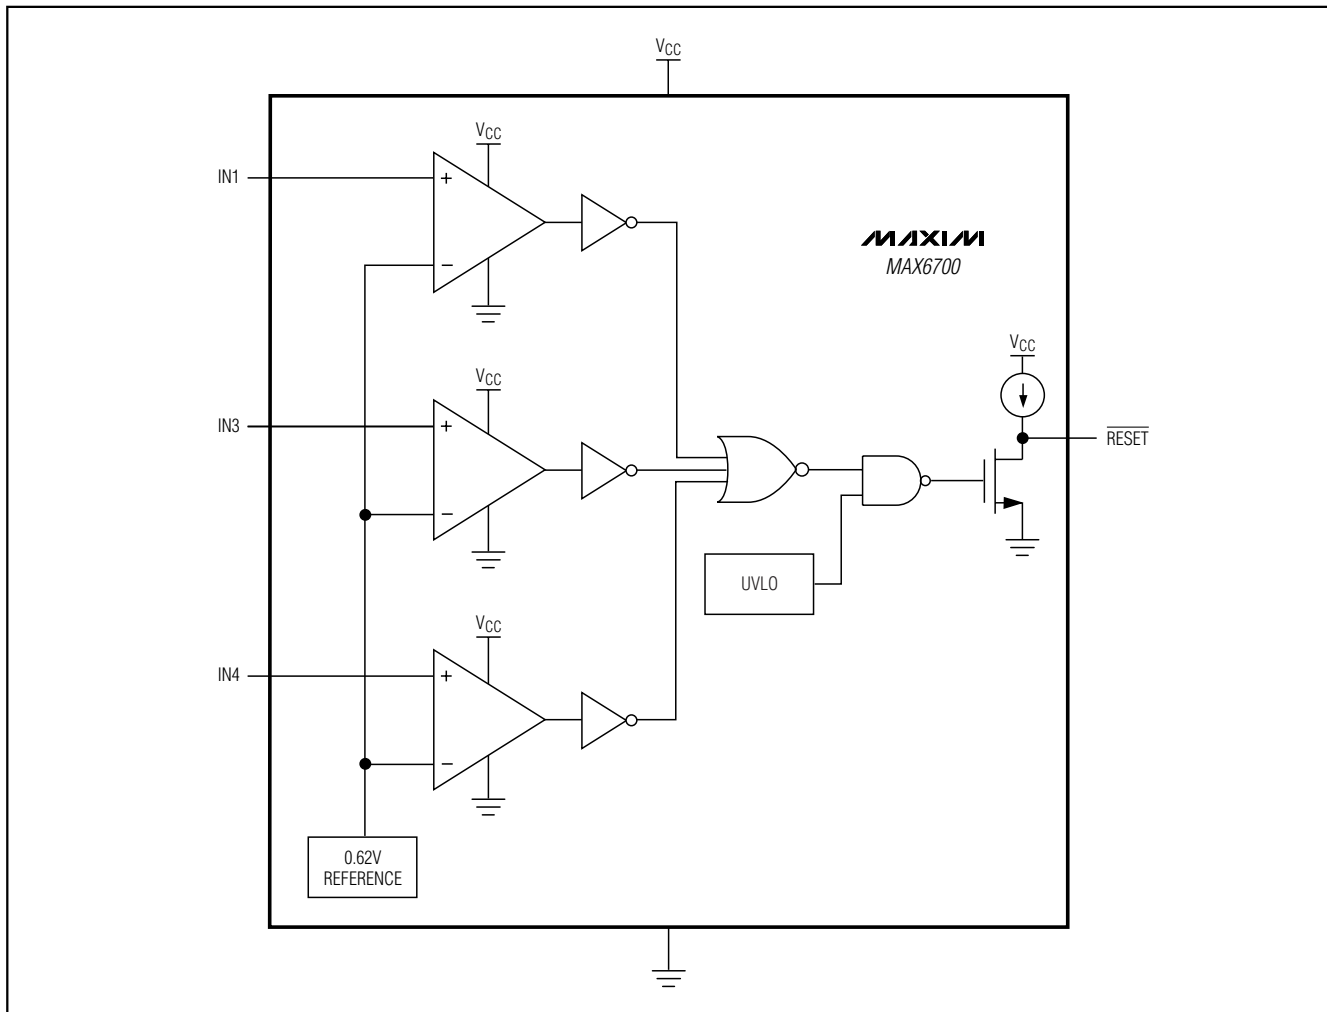 VCC
VCC
IN1
+
−
MAXIM
MAX6700
VCC
VCC
IN3
+
−
RESET
UVLO
VCC
IN4
+
−
0.62V
REFERENCE